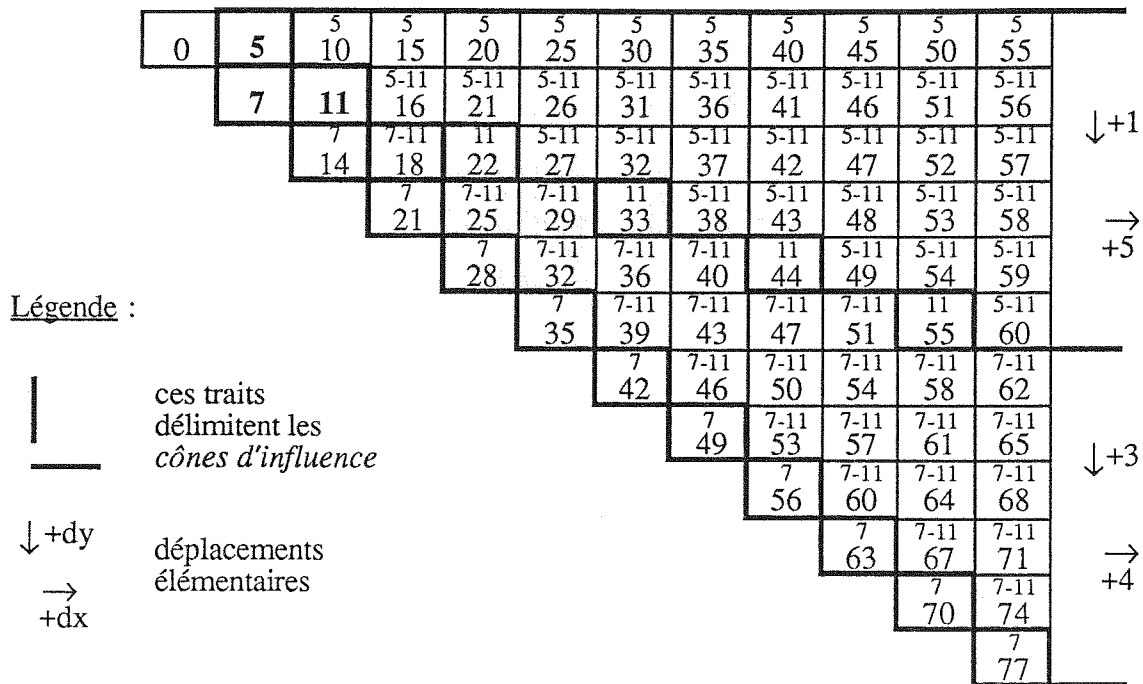 5 5 5 5 5 5 5 5 5 5
0 5 10 15 20 25 30 35 40 45 50 55
5-11 5-11 5-11 5-11 5-11 5-11 5-11 5-11 5-11
7 11 16 21 26 31 36 41 46 51 56
↓+1
7 7-11 11 5-11 5-11 5-11 5-11 5-11 5-11 5-11
14 18 22 27 32 37 42 47 52 57
7 7-11 7-11 11 5-11 5-11 5-11 5-11 5-11
21 25 29 33 38 43 48 53 58
→
+5
7 7-11 7-11 7-11 11 5-11 5-11 5-11
28 32 36 40 44 49 54 59
Légende :
7 7-11 7-11 7-11 7-11 11 5-11
35 39 43 47 51 55 60
7 7-11 7-11 7-11 7-11 7-11
42 46 50 54 58 62
ces traits
délimitent les
cônes d'influence
7 7-11 7-11 7-11 7-11
49 53 57 61 65
↓+3
7 7-11 7-11 7-11
56 60 64 68
↓+dy
déplacements
élémentaires
→
+dx
7 7-11 7-11
63 67 71
→
+4
7 7-11
70 74
7
77